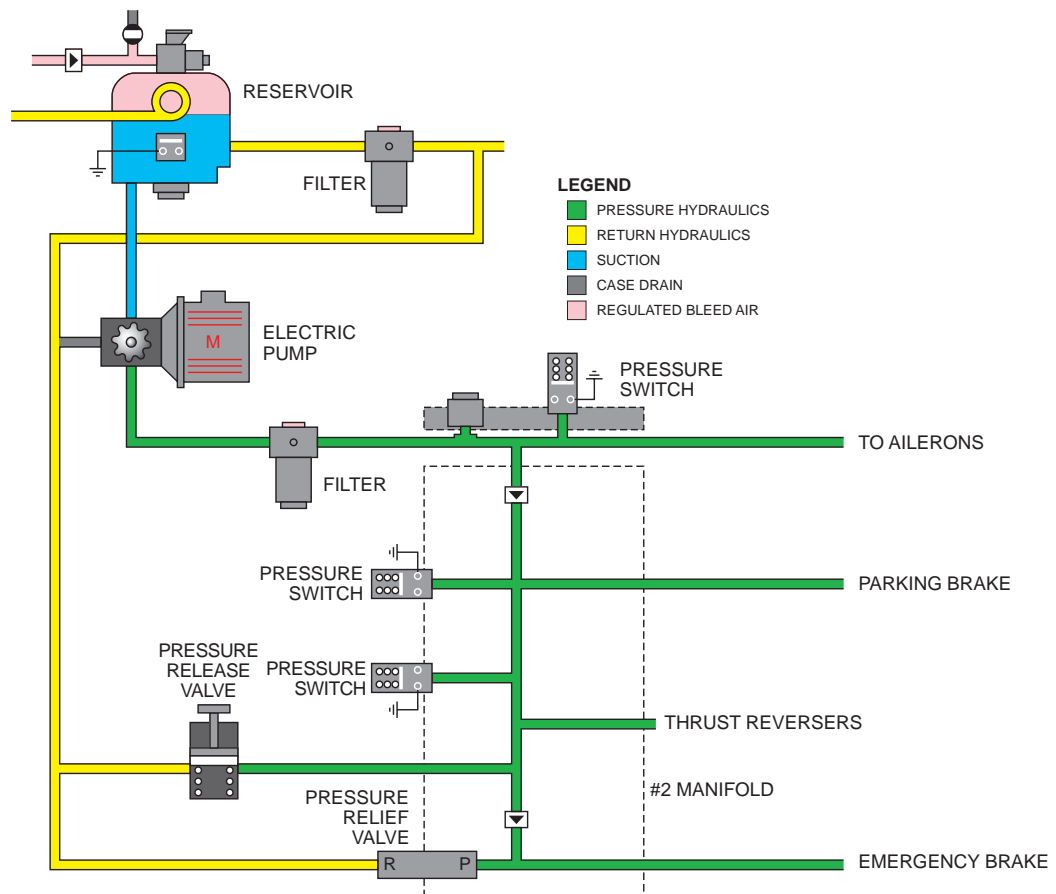 RESERVOIR
FILTER
LEGEND
PRESSURE HYDRAULICS
RETURN HYDRAULICS
SUCTION
CASE DRAIN
REGULATED BLEED AIR
M
ELECTRIC
PUMP
PRESSURE
SWITCH
TO AILERONS
FILTER
PRESSURE
SWITCH
PARKING BRAKE
PRESSURE
RELEASE
VALVE
PRESSURE
SWITCH
THRUST REVERSERS
#2 MANIFOLD
PRESSURE
RELIEF
VALVE
R
P
EMERGENCY BRAKE